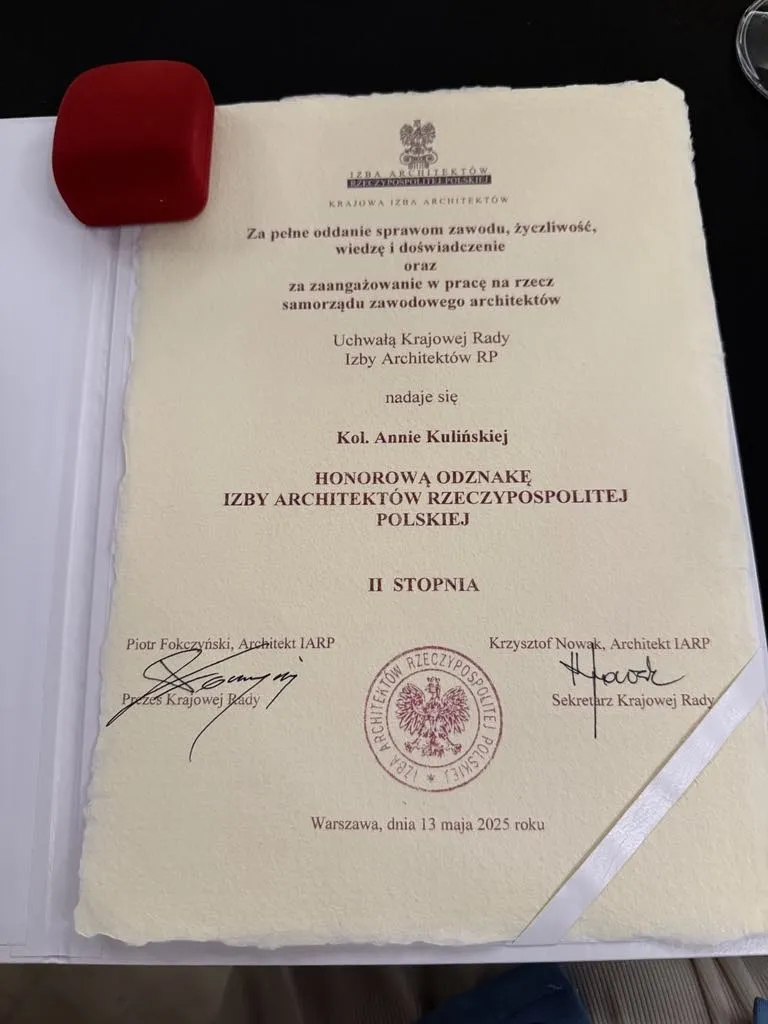 IZBA ARCHITEKTÓW
RZECZYPOSPOLITEJ POLSKIEJ
KRAJOWA IZBA ARCHITEKTÓW
Za pełne oddanie sprawom zawodu, życzliwość,
wiedzę i doświadczenie
oraz
za zaangażowanie w pracę na rzecz
samorządu zawodowego architektów
Uchwałą Krajowej Rady
Izby Architektów RP
nadaje się
Kol. Annie Kulińskiej
HONOROWĄ ODZNAKĘ
IZBY ARCHITEKTÓW RZECZYPOSPOLITEJ
POLSKIEJ
II STOPNIA
Piotr Fokczyński, Architekt IARP
Prezes Krajowej Rady
Krzysztof Nowak, Architekt IARP
Nowak
Sekretarz Krajowej Rady
IZBA ARCHITEKTÓW RZECZYPOSPOLITEJ POLSKIEJ
Warszawa, dnia 13 maja 2025 roku